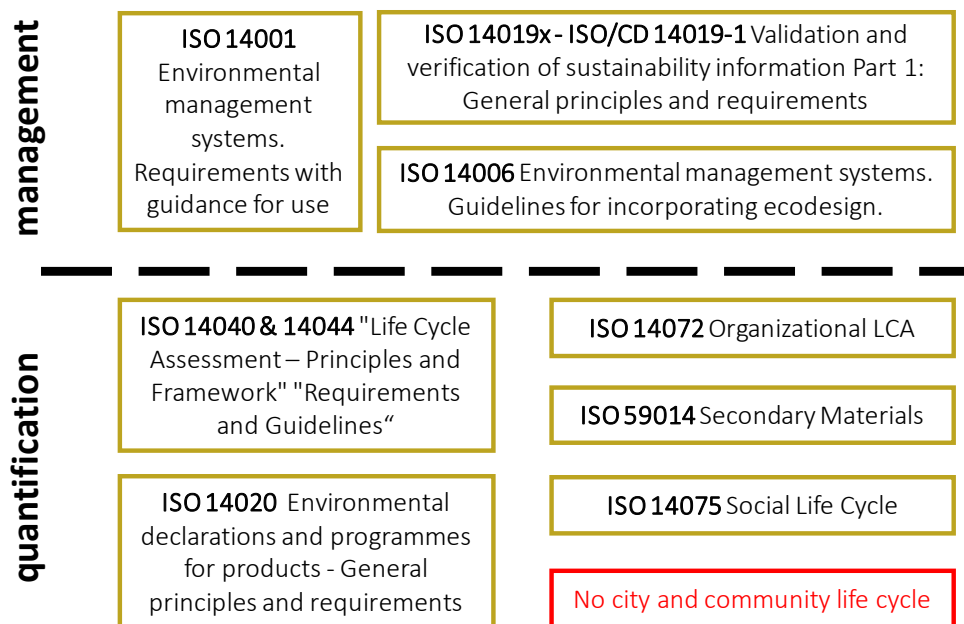 management
ISO 14001
Environmental
management
systems.
Requirements with
guidance for use
ISO 14019x - ISO/CD 14019-1 Validation and
verification of sustainability information Part 1:
General principles and requirements
ISO 14006 Environmental management systems.
Guidelines for incorporating ecodesign.
quantification
ISO 14040 & 14044 "Life Cycle
Assessment – Principles and
Framework" "Requirements
and Guidelines“
ISO 14020 Environmental
declarations and programmes
for products - General
principles and requirements
ISO 14072 Organizational LCA
ISO 59014 Secondary Materials
ISO 14075 Social Life Cycle
No city and community life cycle